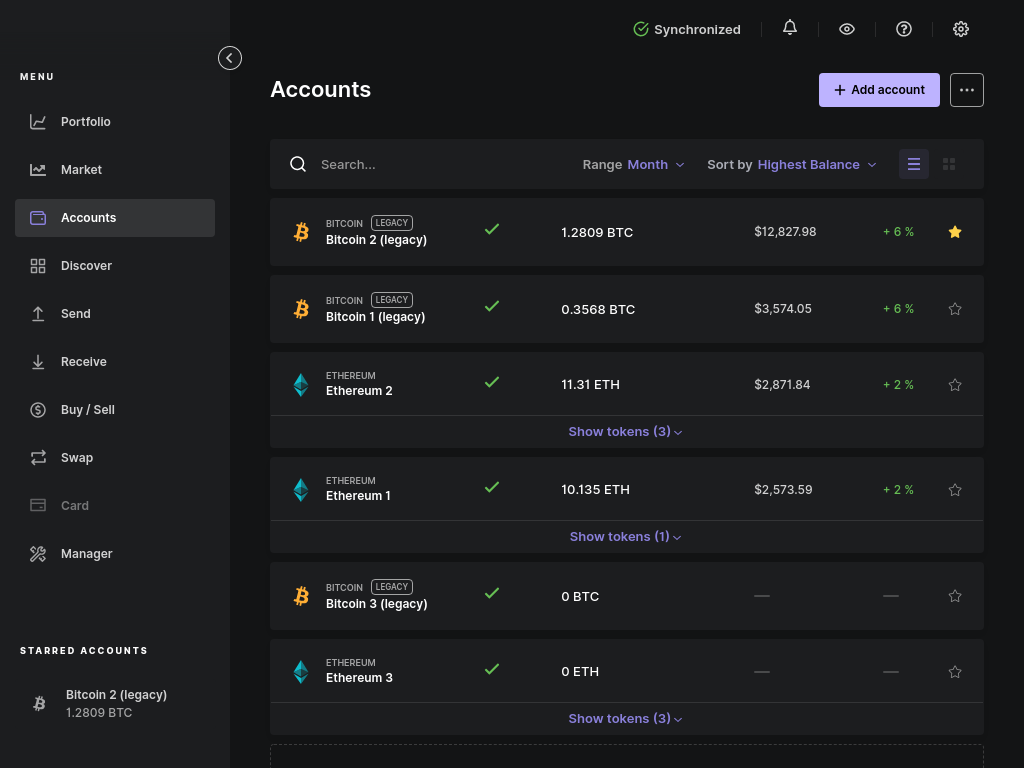 Synchronized
MENU
Portfolio
Market
Accounts
Discover
Send
Receive
Buy / Sell
Swap
Card
Manager
STARRED ACCOUNTS
Bitcoin 2 (legacy)
1.2809 BTC
Accounts
Add account
Search...
Range Month
Sort by Highest Balance
BITCOIN LEGACY
Bitcoin 2 (legacy)
1.2809 BTC
$12,827.98
+ 6 %
BITCOIN LEGACY
Bitcoin 1 (legacy)
0.3568 BTC
$3,574.05
+ 6 %
ETHEREUM
Ethereum 2
11.31 ETH
$2,871.84
+ 2 %
Show tokens (3)
ETHEREUM
Ethereum 1
10.135 ETH
$2,573.59
+ 2 %
Show tokens (1)
BITCOIN LEGACY
Bitcoin 3 (legacy)
0 BTC
—
—
ETHEREUM
Ethereum 3
0 ETH
—
—
Show tokens (3)